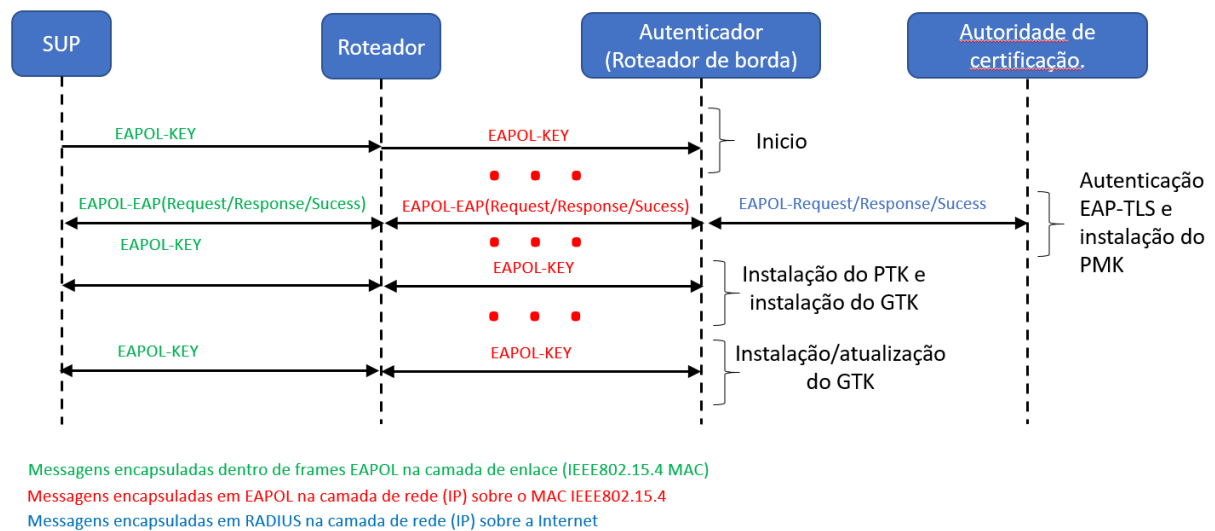 SUP
Roteador
Autenticador
(Roteador de borda)
Autoridade de
certificação.
EAPOL-KEY
EAPOL-KEY
Inicio
EAPOL-EAP(Request/Response/Sucess)
EAPOL-EAP(Request/Response/Sucess)
EAPOL-Request/Response/Sucess
Autenticação
EAP-TLS e
instalação do
PMK
EAPOL-KEY
EAPOL-KEY
Instalação do PTK e
instalação do GTK
EAPOL-KEY
EAPOL-KEY
Instalação/atualização
do GTK
Messagens encapsuladas dentro de frames EAPOL na camada de enlace (IEEE802.15.4 MAC)
Messagens encapsuladas em EAPOL na camada de rede (IP) sobre o MAC IEEE802.15.4
Messagens encapsuladas em RADIUS na camada de rede (IP) sobre a Internet